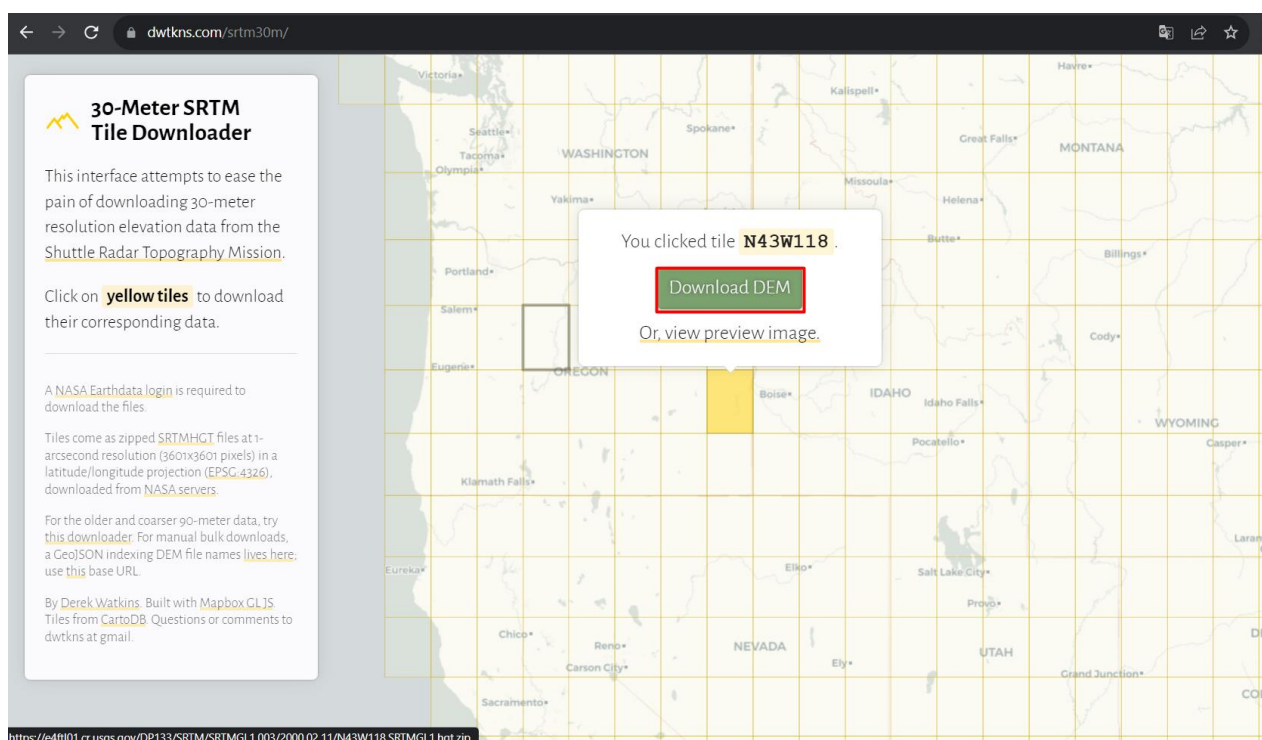 dwtkns.com/srtm30m/
30-Meter SRTM
Tile Downloader
This interface attempts to ease the
pain of downloading 30-meter
resolution elevation data from the
Shuttle Radar Topography Mission.
Click on yellow tiles to download
their corresponding data.
A NASA Earthdata login is required to
download the files.
Tiles come as zipped SRTMHGT files at 1-
arcsecond resolution (3601x3601 pixels) in a
latitude/longitude projection (EPSG:4326),
downloaded from NASA servers.
For the older and coarser 90-meter data, try
this downloader. For manual bulk downloads,
a GeoJSON indexing DEM file names lives here;
use this base URL.
By Derek Watkins. Built with Mapbox GL JS.
Tiles from CartoDB. Questions or comments to
dwtkns at gmail.
You clicked tile N43W118 .
Download DEM
Or, view preview image.
Victoria
Havre
Kalispell
Seattle
Spokane
Great Falls
Tacoma
WASHINGTON
MONTANA
Olympia
Missoula
Yakima
Helena
Butte
Billings
Portland
Salem
Cody
Eugene
OREGON
Boise
IDAHO
Idaho Falls
WYOMING
Pocatello
Casper
Klamath Falls
Laram
Eureka
Elko
Salt Lake City
Provo
Chico
Reno
NEVADA
UTAH
Carson City
Ely
Grand Junction
Sacramento
CO
https://e4ftl01.cr.usgs.gov/DP133/SRTM/SRTMGL1.003/2000.02.11/N43W118.SRTMGL1.hgt.zip